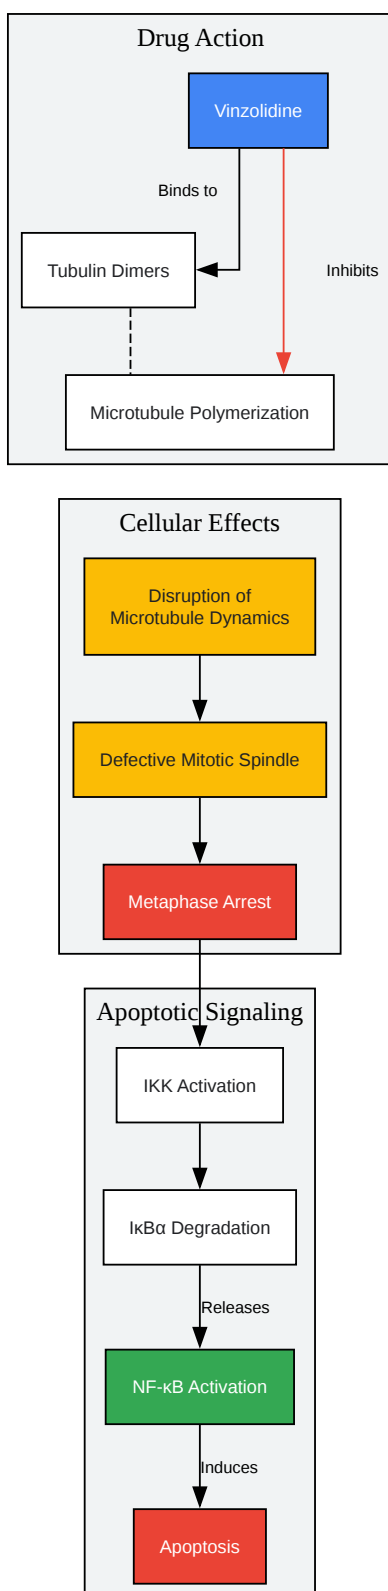 Drug Action
Vinzolidine
Binds to
Tubulin Dimers
Inhibits
Microtubule Polymerization
Cellular Effects
Disruption of
Microtubule Dynamics
Defective Mitotic Spindle
Metaphase Arrest
Apoptotic Signaling
IKK Activation
IκBα Degradation
Releases
NF-κB Activation
Induces
Apoptosis